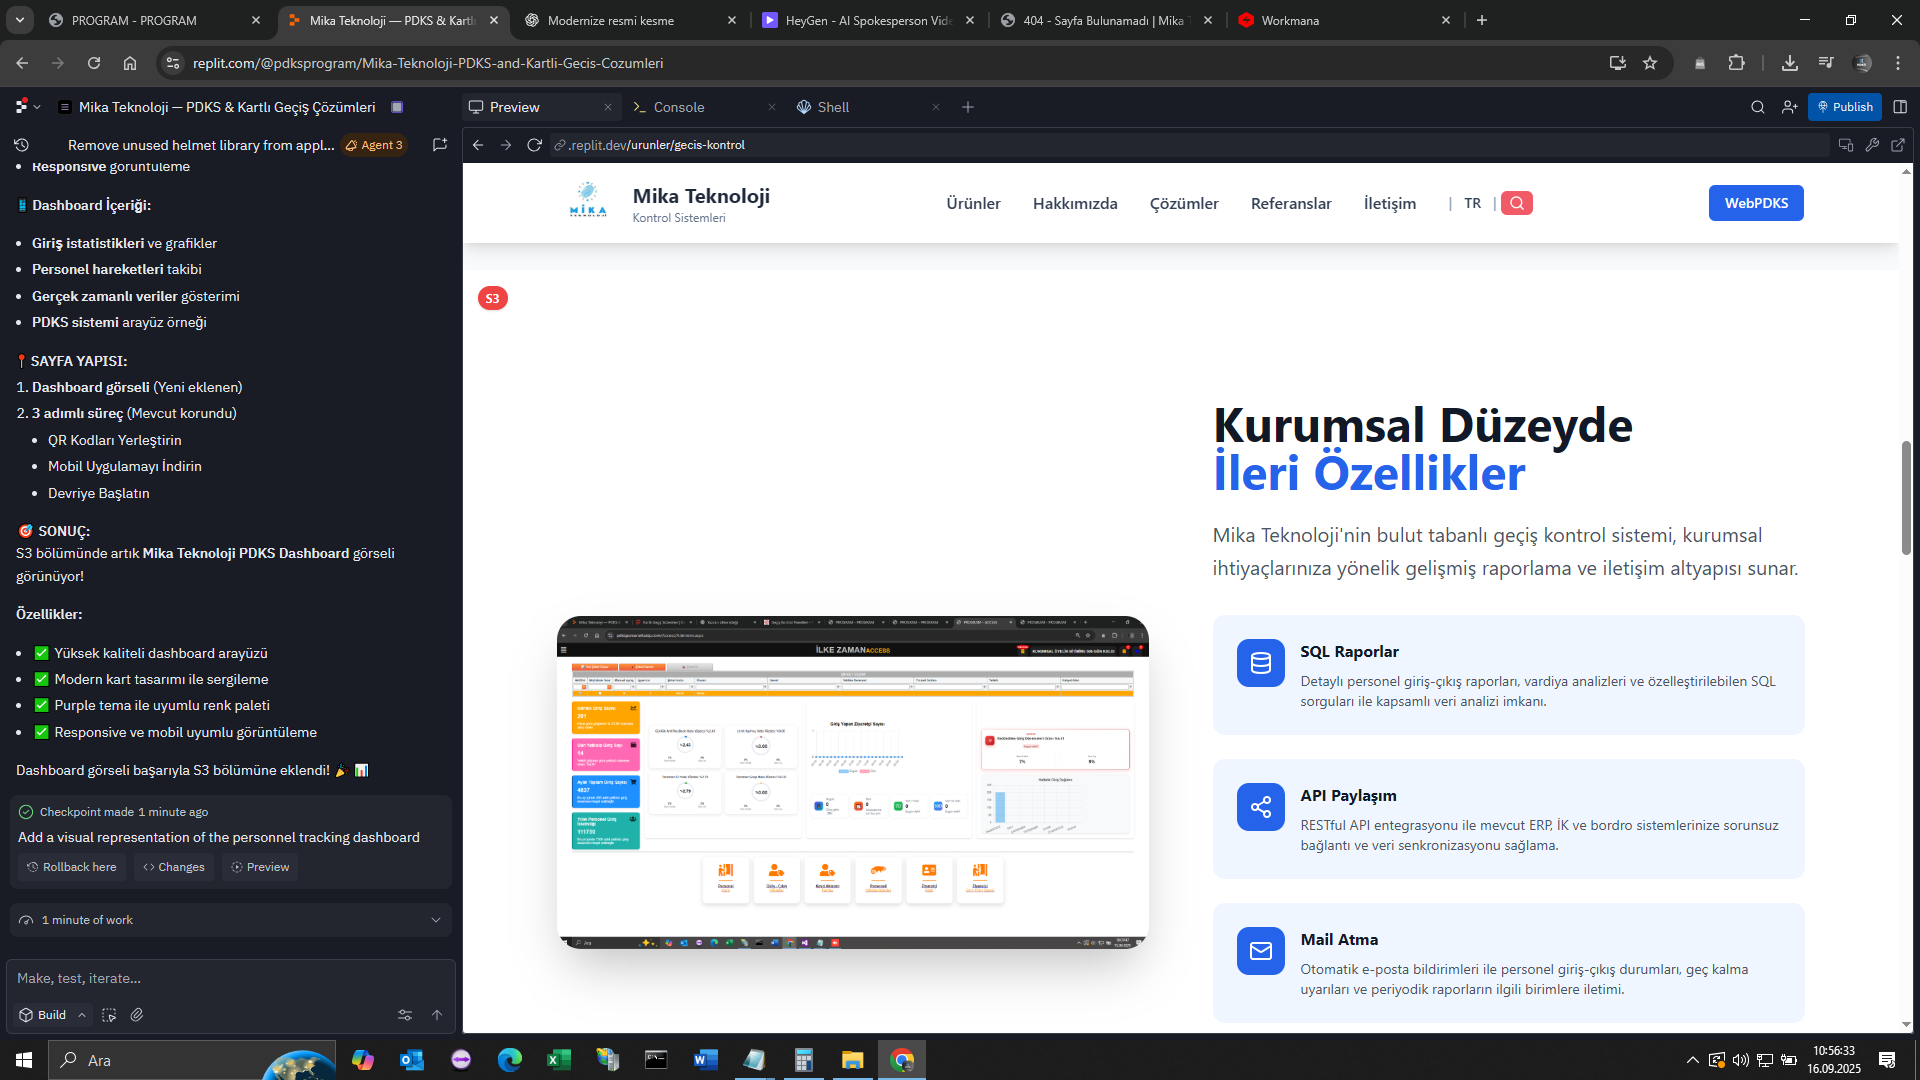 PROGRAM - PROGRAM
Mika Teknoloji — PDKS & Kartlı
Modernize resmi kesme
HeyGen - AI Spokesperson Vide
404 - Sayfa Bulunamadı | Mika T
Workmana
replit.com/@pdksprogram/Mika-Teknoloji-PDKS-and-Kartli-Gecis-Cozumleri
Mika Teknoloji — PDKS & Kartlı Geçiş Çözümleri
Preview
Console
Shell
Publish
Remove unused helmet library from appl...
Agent 3
.replit.dev/urunler/gecis-kontrol
Responsive görüntüleme
Dashboard İçeriği:
Giriş istatistikleri ve grafikler
Personel hareketleri takibi
Gerçek zamanlı veriler gösterimi
PDKS sistemi arayüz örneği
SAYFA YAPISI:
1. Dashboard görseli (Yeni eklenen)
2. 3 adımlı süreç (Mevcut korundu)
QR Kodları Yerleştirin
Mobil Uygulamayı İndirin
Devriye Başlatın
SONUÇ:
S3 bölümünde artık Mika Teknoloji PDKS Dashboard görseli
görünüyor!
Özellikler:
Yüksek kaliteli dashboard arayüzü
Modern kart tasarımı ile sergileme
Purple tema ile uyumlu renk paleti
Responsive ve mobil uyumlu görüntüleme
Dashboard görseli başarıyla S3 bölümüne eklendi!
Checkpoint made 1 minute ago
Add a visual representation of the personnel tracking dashboard
Rollback here
Changes
Preview
1 minute of work
Make, test, iterate...
Build
MİKA
Mika Teknoloji
Kontrol Sistemleri
Ürünler
Hakkımızda
Çözümler
Referanslar
İletişim
| TR |
WebPDKS
S3
Kurumsal Düzeyde
İleri Özellikler
Mika Teknoloji'nin bulut tabanlı geçiş kontrol sistemi, kurumsal
ihtiyaçlarınıza yönelik gelişmiş raporlama ve iletişim altyapısı sunar.
İLKE ZAMANACCESS
201
14
4837
111730
Giriş Yapan Ziyaretçi Sayısı
SQL Raporlar
Detaylı personel giriş-çıkış raporları, vardiya analizleri ve özelleştirilebilen SQL
sorguları ile kapsamlı veri analizi imkanı.
API Paylaşım
RESTful API entegrasyonu ile mevcut ERP, İK ve bordro sistemlerinize sorunsuz
bağlantı ve veri senkronizasyonu sağlama.
Mail Atma
Otomatik e-posta bildirimleri ile personel giriş-çıkış durumları, geç kalma
uyarıları ve periyodik raporların ilgili birimlere iletimi.
Ara
10:56:33
16.09.2025